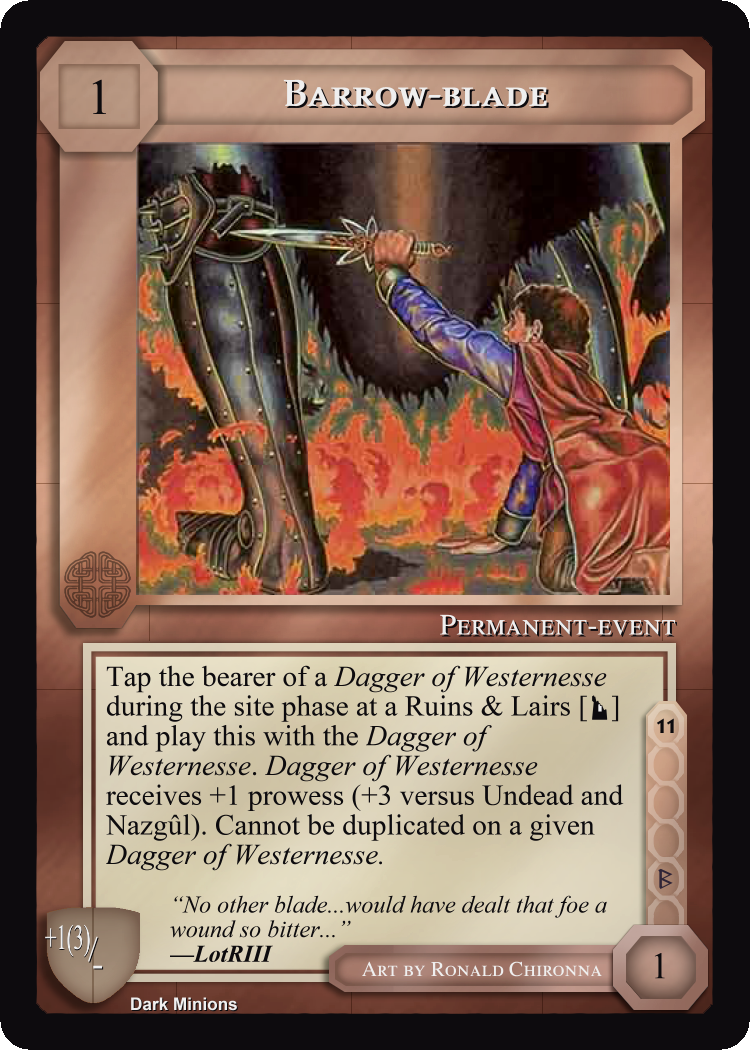 1
BARROW-BLADE
PERMANENT-EVENT
Tap the bearer of a Dagger of Westernesse
during the site phase at a Ruins & Lairs [ ]
and play this with the Dagger of
Westernesse. Dagger of Westernesse
receives +1 prowess (+3 versus Undead and
Nazgûl). Cannot be duplicated on a given
Dagger of Westernesse.
11
"No other blade...would have dealt that foe a
wound so bitter..."
—LotRIII
+1(3)/-
ART BY RONALD CHIRONNA
1
Dark Minions